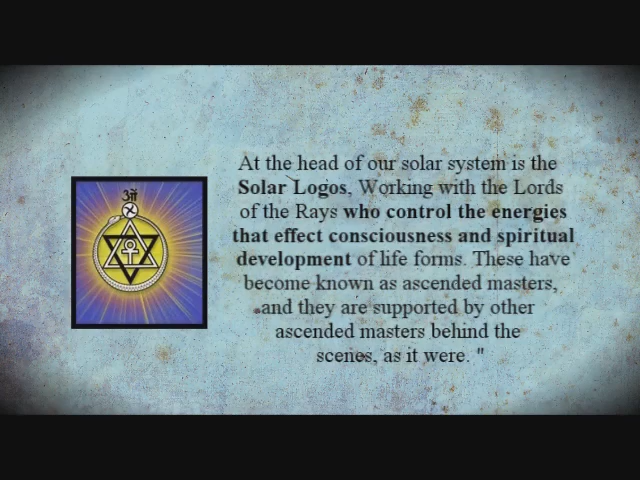 At the head of our solar system is the
Solar Logos, Working with the Lords
of the Rays who control the energies
that effect consciousness and spiritual
development of life forms. These have
become known as ascended masters,
and they are supported by other
ascended masters behind the
scenes, as it were. "